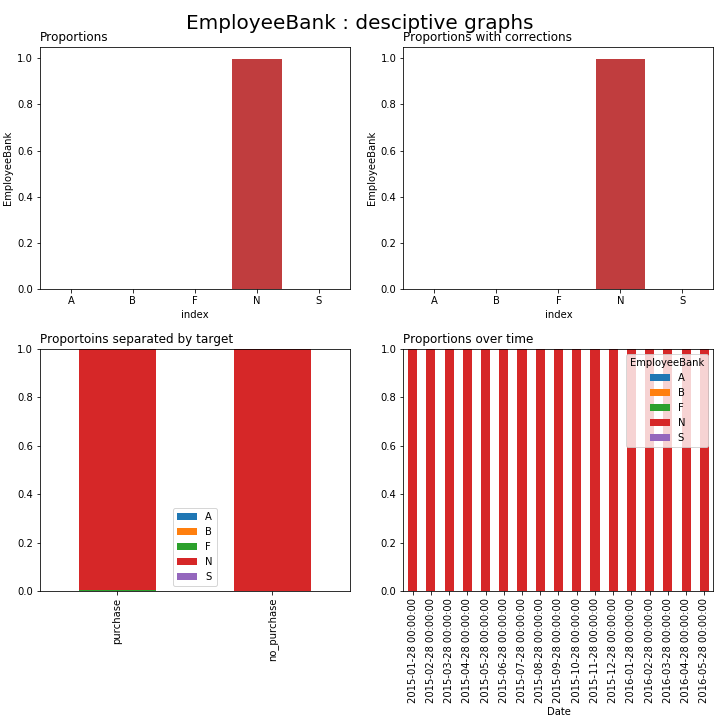 EmployeeBank : desciptive graphs
Proportions
1.0
0.8
0.6
0.4
0.2
0.0
EmployeeBank
A B F N S
index
Proportions with corrections
1.0
0.8
0.6
0.4
0.2
0.0
EmployeeBank
A B F N S
index
Proportoins separated by target
1.0
0.8
0.6
0.4
0.2
0.0
A
B
F
N
S
purchase
no_purchase
Proportions over time
1.0
0.8
0.6
0.4
0.2
0.0
EmployeeBank
A
B
F
N
S
2015-01-28 00:00:00
2015-02-28 00:00:00
2015-03-28 00:00:00
2015-04-28 00:00:00
2015-05-28 00:00:00
2015-06-28 00:00:00
2015-07-28 00:00:00
2015-08-28 00:00:00
2015-09-28 00:00:00
2015-10-28 00:00:00
2015-11-28 00:00:00
2015-12-28 00:00:00
2016-01-28 00:00:00
2016-02-28 00:00:00
2016-03-28 00:00:00
2016-04-28 00:00:00
2016-05-28 00:00:00
Date